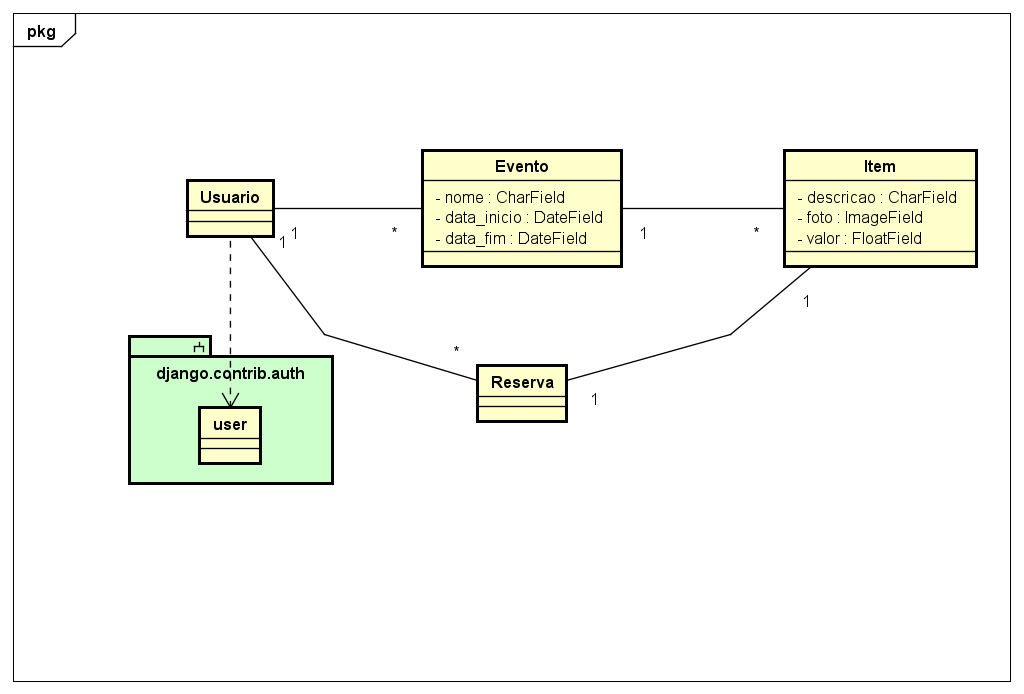 pkg
Usuario
1
1
*
Evento
- nome : CharField
- data_inicio : DateField
- data_fim : DateField
1
*
Item
- descricao : CharField
- foto : ImageField
- valor : FloatField
1
*
Reserva
1
django.contrib.auth
user